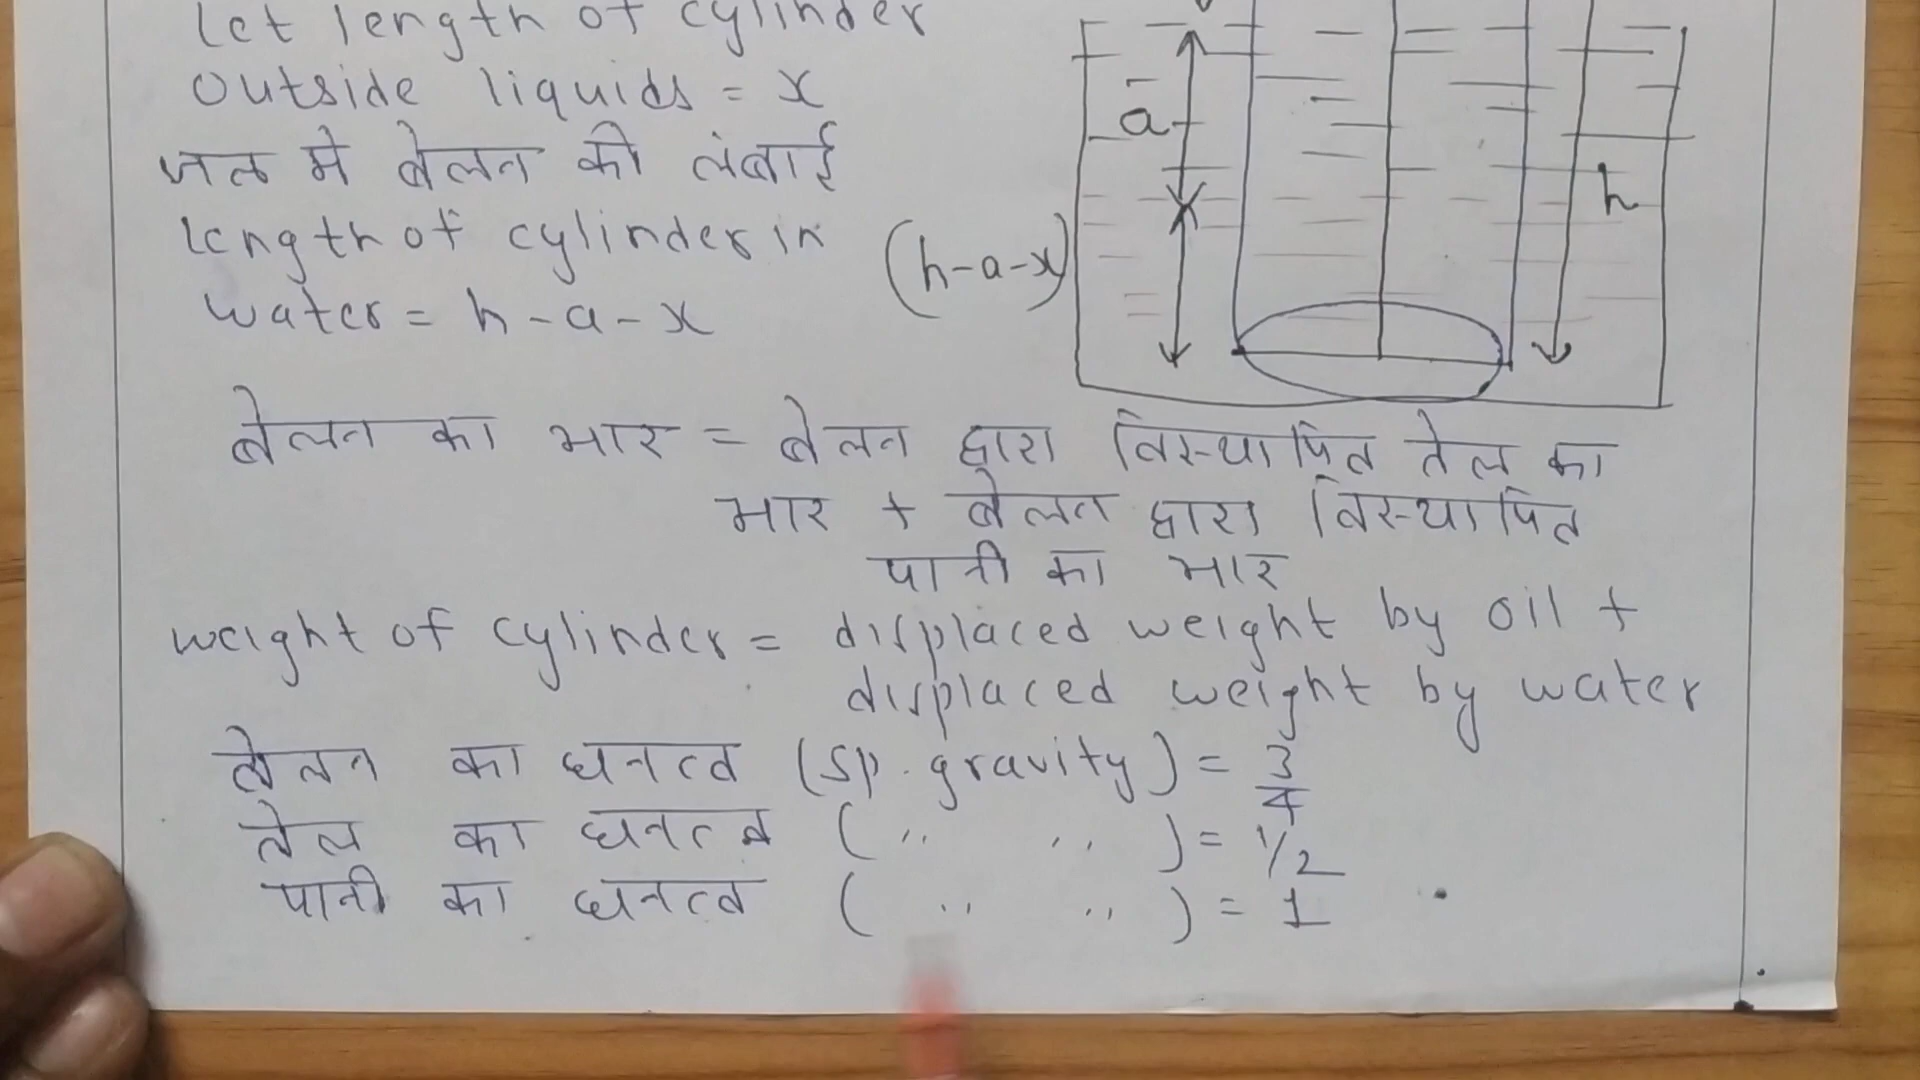 Let length of cylinder
outside liquids = x
जल मे बेलन की लंबाई
length of cylinder in
water = h-a-x
(h-a-x)
a
h
बेलन का भार = बेलन द्वारा विस्थापित तेल का
भार + बेलन द्वारा विस्थापित
पानी का भार
weight of cylinder = displaced weight by oil +
displaced weight by water
बेलन का घनत्व (sp. gravity) = 3/4
तेल का घनत्व ( ,, ,, ) = 1/2
पानी का घनत्व ( ,, ,, ) = 1